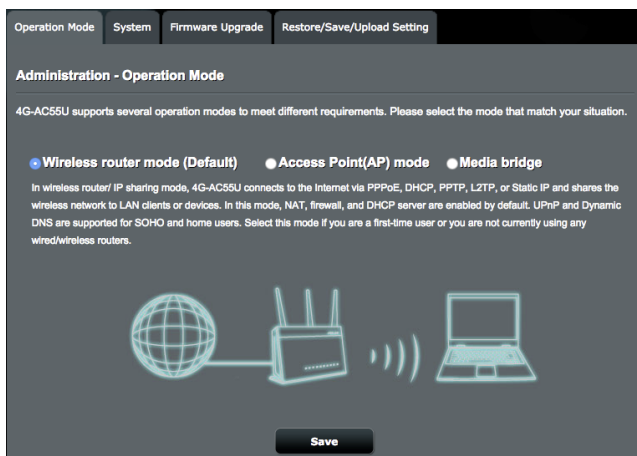 Operation Mode System Firmware Upgrade Restore/Save/Upload Setting
Administration - Operation Mode
4G-AC55U supports several operation modes to meet different requirements. Please select the mode that match your situation.
Wireless router mode (Default) Access Point(AP) mode Media bridge
In wireless router/ IP sharing mode, 4G-AC55U connects to the Internet via PPPoE, DHCP, PPTP, L2TP, or Static IP and shares the
wireless network to LAN clients or devices. In this mode, NAT, firewall, and DHCP server are enabled by default. UPnP and Dynamic
DNS are supported for SOHO and home users. Select this mode if you are a first-time user or you are not currently using any
wired/wireless routers.
Save